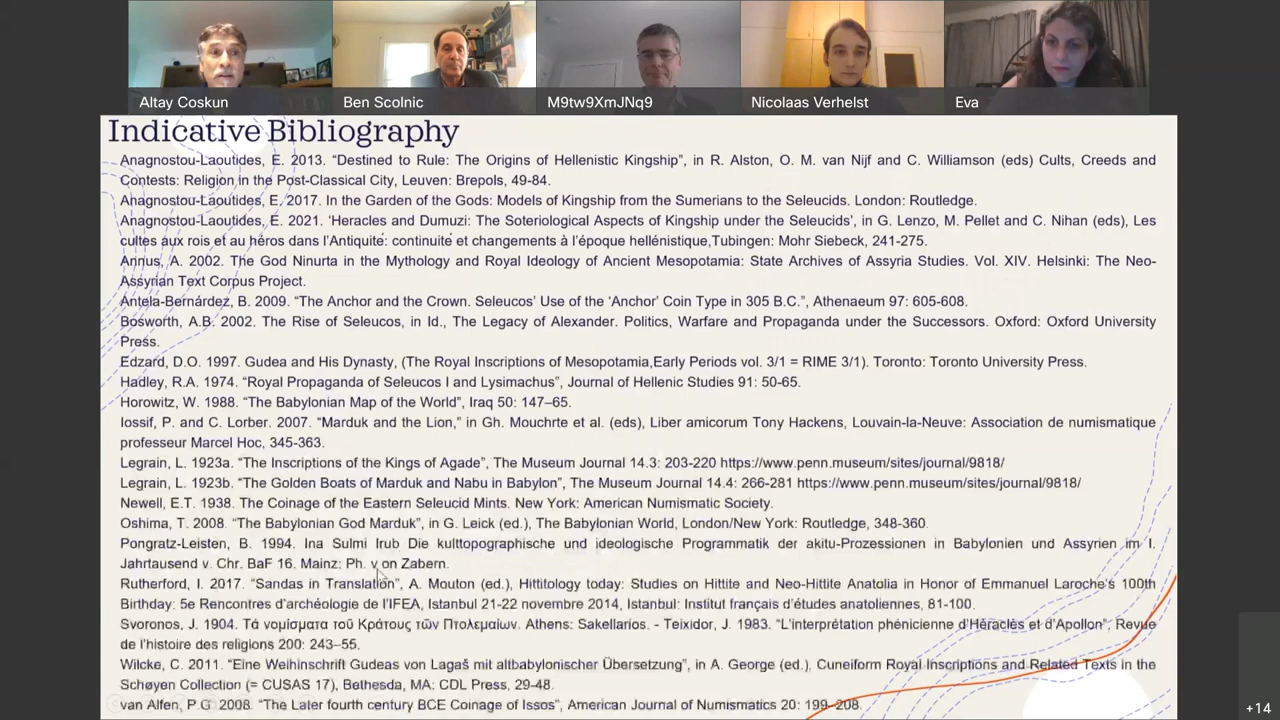 Altay Coskun
Ben Scolnic
M9tw9XmJNq9
Nicolaas Verhelst
Eva
Indicative Bibliography
Anagnostou-Laoutides, E. 2013. “Destined to Rule: The Origins of Hellenistic Kingship”, in R. Alston, O. M. van Nijf and C. Williamson (eds) Cults, Creeds and
Contests: Religion in the Post-Classical City, Leuven: Brepols, 49-84.
Anagnostou-Laoutides, E. 2017. In the Garden of the Gods: Models of Kingship from the Sumerians to the Seleucids. London: Routledge.
Anagnostou-Laoutides, E. 2021. ‘Heracles and Dumuzi: The Soteriological Aspects of Kingship under the Seleucids’, in G. Lenzo, M. Pellet and C. Nihan (eds), Les
cultes aux rois et au héros dans l’Antiquité: continuité et changements à l’époque hellénistique,Tubingen: Mohr Siebeck, 241-275.
Annus, A. 2002. The God Ninurta in the Mythology and Royal Ideology of Ancient Mesopotamia: State Archives of Assyria Studies. Vol. XIV. Helsinki: The Neo-
Assyrian Text Corpus Project.
Antela-Bernárdez, B. 2009. “The Anchor and the Crown. Seleucos’ Use of the ‘Anchor’ Coin Type in 305 B.C.”, Athenaeum 97: 605-608.
Bosworth, A.B. 2002. The Rise of Seleucos, in Id., The Legacy of Alexander. Politics, Warfare and Propaganda under the Successors. Oxford: Oxford University
Press.
Edzard, D.O. 1997. Gudea and His Dynasty, (The Royal Inscriptions of Mesopotamia,Early Periods vol. 3/1 = RIME 3/1). Toronto: Toronto University Press.
Hadley, R.A. 1974. “Royal Propaganda of Seleucos I and Lysimachus”, Journal of Hellenic Studies 91: 50-65.
Horowitz, W. 1988. “The Babylonian Map of the World”, Iraq 50: 147–65.
Iossif, P. and C. Lorber. 2007. “Marduk and the Lion,” in Gh. Mouchrte et al. (eds), Liber amicorum Tony Hackens, Louvain-la-Neuve: Association de numismatique
professeur Marcel Hoc, 345-363.
Legrain, L. 1923a. “The Inscriptions of the Kings of Agade”, The Museum Journal 14.3: 203-220 https://www.penn.museum/sites/journal/9818/
Legrain, L. 1923b. “The Golden Boats of Marduk and Nabu in Babylon”, The Museum Journal 14.4: 266-281 https://www.penn.museum/sites/journal/9818/
Newell, E.T. 1938. The Coinage of the Eastern Seleucid Mints. New York: American Numismatic Society.
Oshima, T. 2008. “The Babylonian God Marduk”, in G. Leick (ed.), The Babylonian World, London/New York: Routledge, 348-360.
Pongratz-Leisten, B. 1994. Ina Sulmi Irub Die kulttopographische und ideologische Programmatik der akitu-Prozessionen in Babylonien und Assyrien im I.
Jahrtausend v. Chr. BaF 16. Mainz: Ph. v on Zabern.
Rutherford, I. 2017. “Sandas in Translation”, A. Mouton (ed.), Hittitology today: Studies on Hittite and Neo-Hittite Anatolia in Honor of Emmanuel Laroche’s 100th
Birthday: 5e Rencontres d’archéologie de l’IFEA, Istanbul 21-22 novembre 2014, Istanbul: Institut français d’études anatoliennes, 81-100.
Svoronos, J. 1904. Τά νομίσματα τοῦ Κράτους τῶν Πτολεμαίων. Athens: Sakellarios. - Teixidor, J. 1983. “L’interprétation phénicienne d’Héraclès et d’Apollon”, Revue
de l’histoire des religions 200: 243–55.
Wilcke, C. 2011. “Eine Weihinschrift Gudeas von Lagaš mit altbabylonischer Übersetzung”, in A. George (ed.), Cuneiform Royal Inscriptions and Related Texts in the
Schøyen Collection (= CUSAS 17), Bethesda, MA: CDL Press, 29-48.
van Alfen, P.G. 2008. “The Later fourth century BCE Coinage of Issos”, American Journal of Numismatics 20: 199–208.
+14